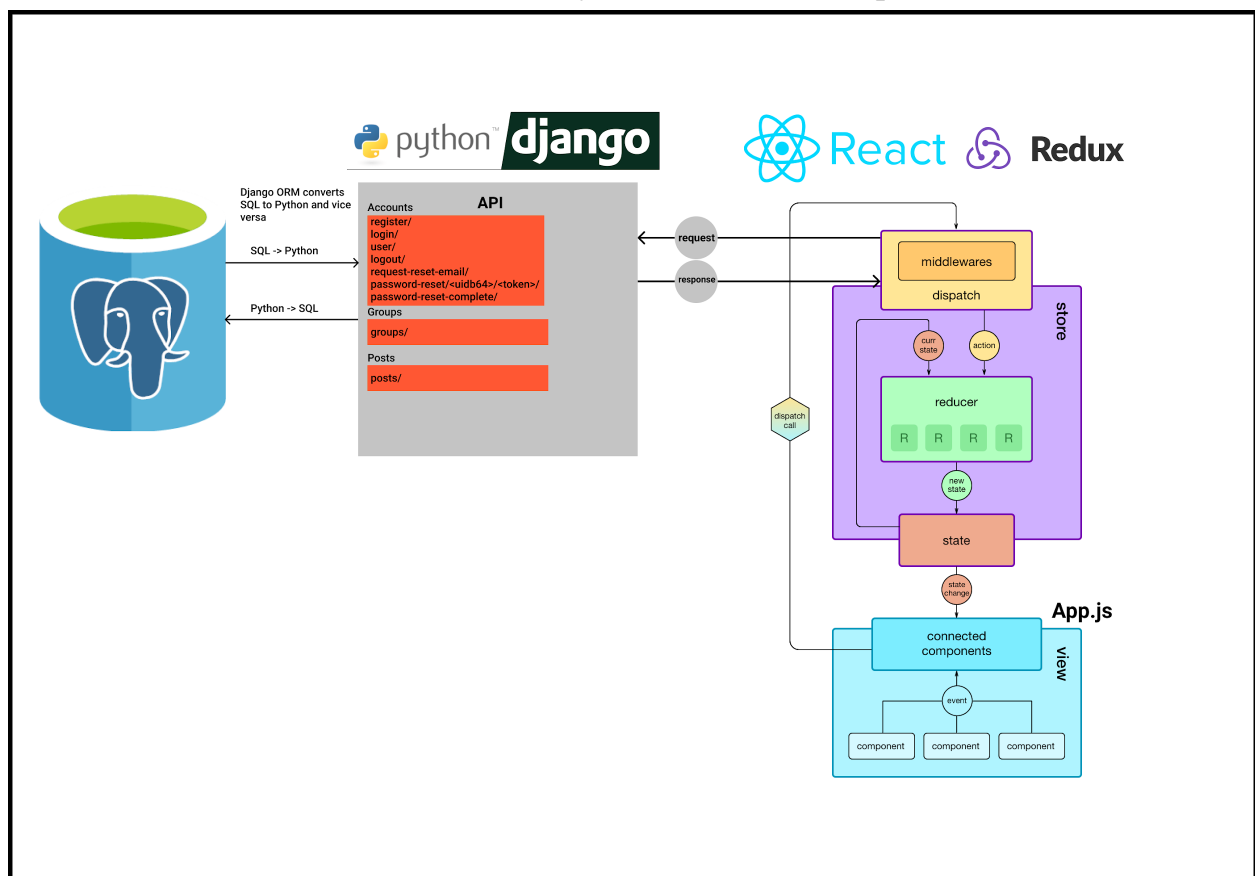 python™
django
React
Redux
Django ORM converts
SQL to Python and vice
versa
SQL -> Python
Python -> SQL
API
Accounts
register/
login/
user/
logout/
request-reset-email/
password-reset/<uidb64>/<token>/
password-reset-complete/
Groups
groups/
Posts
posts/
request
response
middlewares
dispatch
store
curr
state
action
reducer
R R R R
new
state
state
dispatch
call
state
change
App.js
connected
components
view
event
component component component